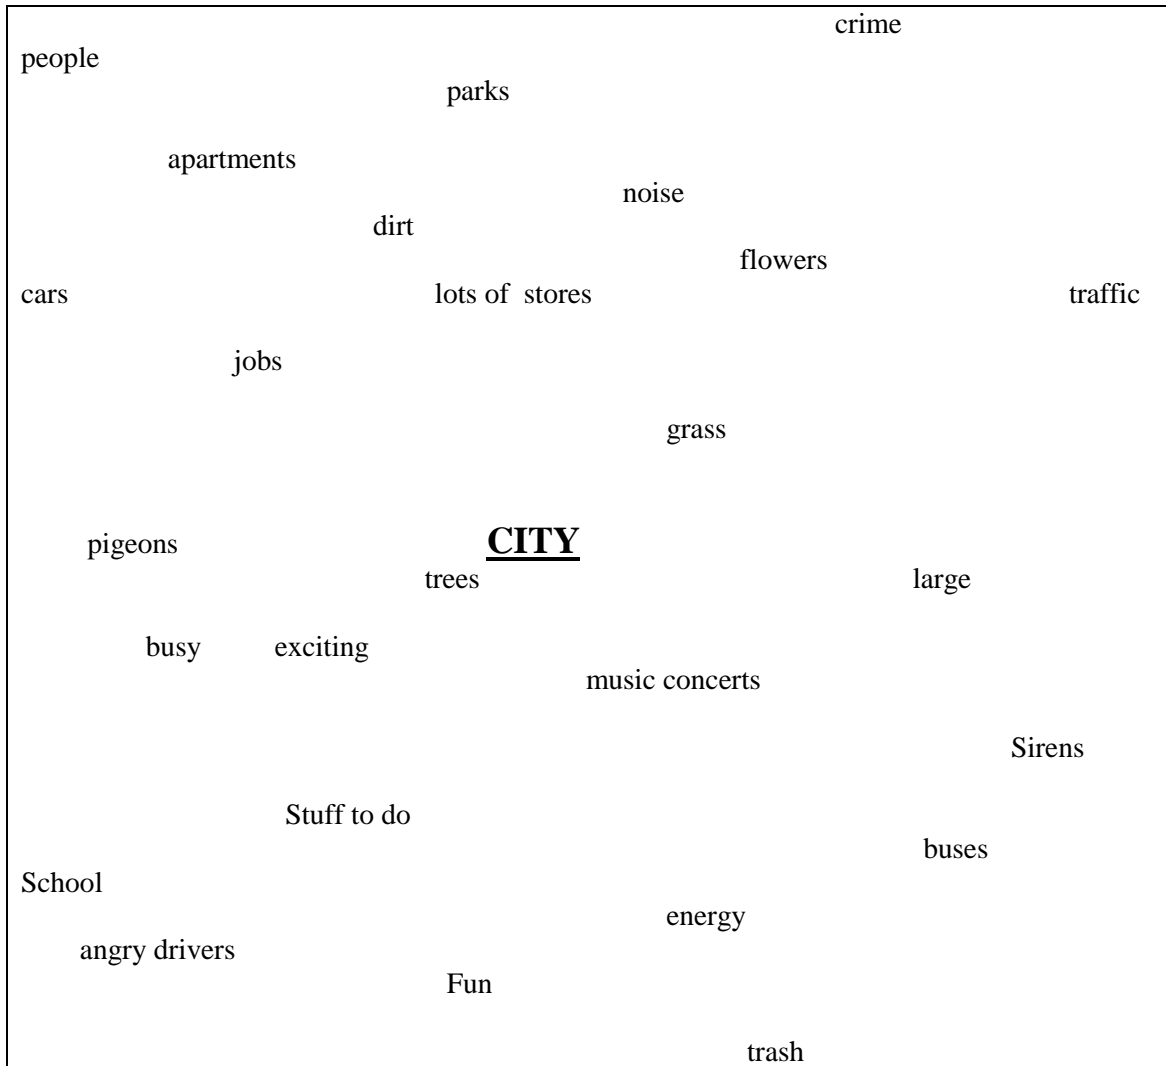 crime
people
parks
apartments
noise
dirt
flowers
cars lots of stores traffic
jobs
grass
pigeons CITY
trees large
busy exciting
music concerts
Sirens
Stuff to do
buses
School
energy
angry drivers
Fun
trash